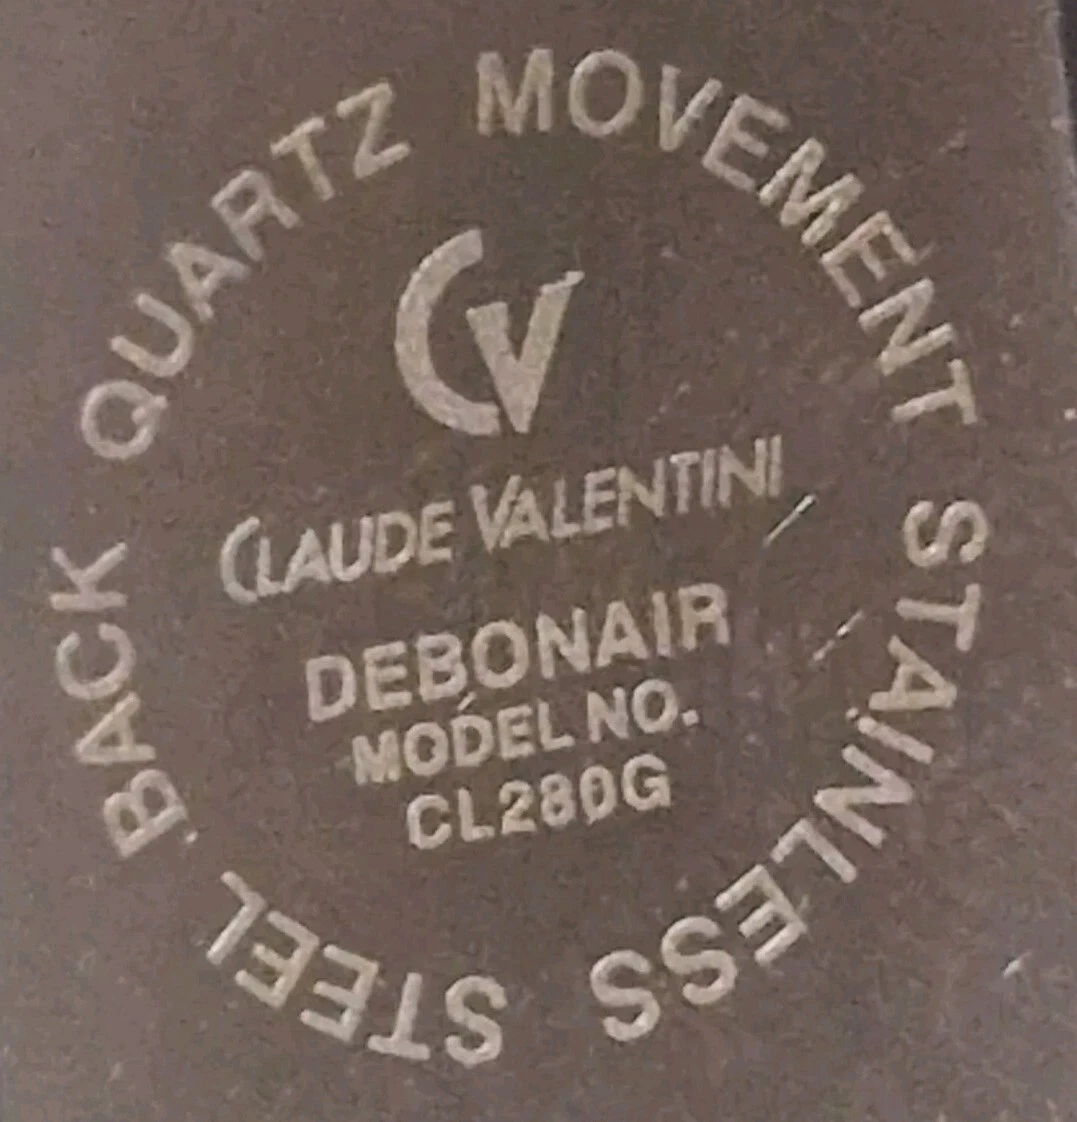 QUARTZ MOVEMENT STAINLESS STEEL BACK
CV
CLAUDE VALENTINI
DEBONAIR
MODEL NO.
CL280G